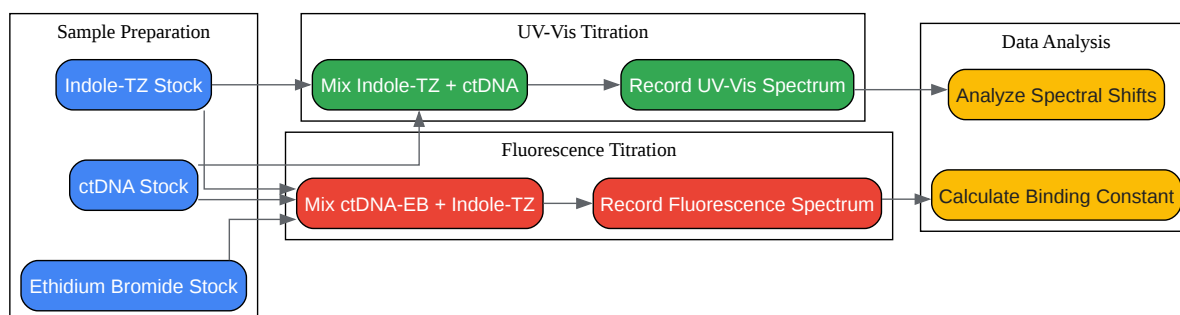 Sample Preparation
Indole-TZ Stock
ctDNA Stock
Ethidium Bromide Stock
UV-Vis Titration
Mix Indole-TZ + ctDNA
Record UV-Vis Spectrum
Fluorescence Titration
Mix ctDNA-EB + Indole-TZ
Record Fluorescence Spectrum
Data Analysis
Analyze Spectral Shifts
Calculate Binding Constant